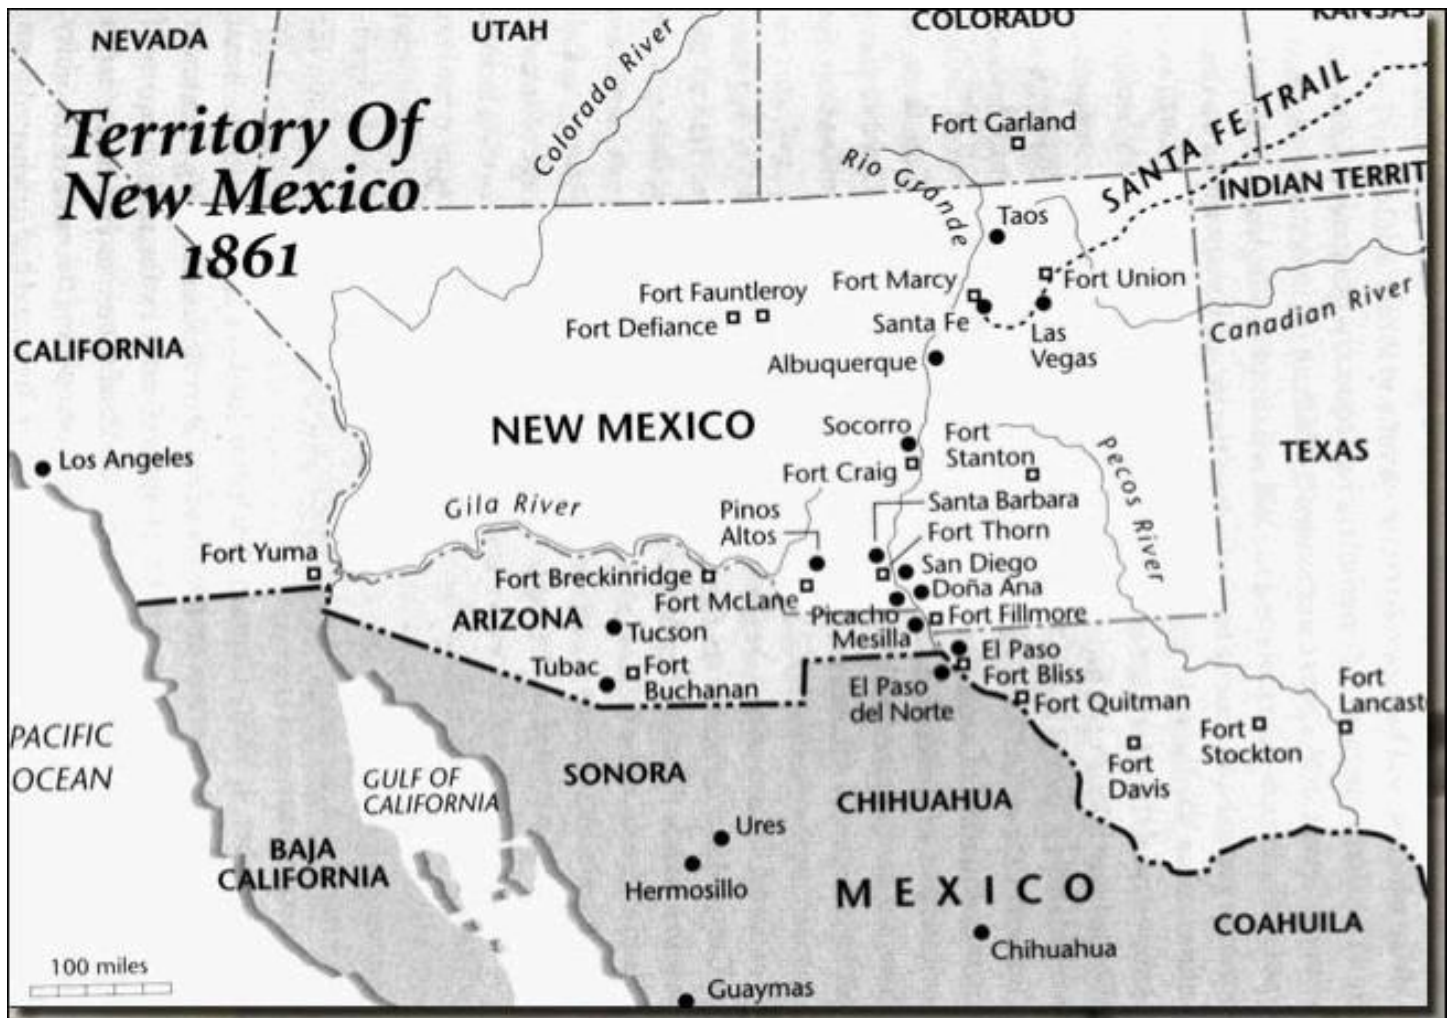 NEVADA
UTAH
COLORADO
KANSAS
Territory Of
New Mexico
1861
Colorado River
Fort Garland
Rio Grande
SANTA FE TRAIL
INDIAN TERRIT
Taos
Fort Marcy
Fort Union
Fort Fauntleroy
Fort Defiance
Santa Fe
Las
Vegas
Canadian River
CALIFORNIA
Albuquerque
NEW MEXICO
Socorro
Fort
Stanton
Pecos River
TEXAS
Los Angeles
Fort Craig
Gila River
Pinos
Altos
Santa Barbara
Fort Thorn
San Diego
Doña Ana
Fort Yuma
Fort Breckinridge
Fort McLane
Picacho
Fort Fillmore
Mesilla
ARIZONA
Tucson
El Paso
Fort Bliss
Tubac
Fort
Buchanan
El Paso
del Norte
Fort Quitman
Fort
Lancast
Fort
Stockton
Fort
Davis
PACIFIC
OCEAN
GULF OF
CALIFORNIA
SONORA
CHIHUAHUA
Ures
BAJA
CALIFORNIA
Hermosillo
MEXICO
COAHUILA
Chihuahua
100 miles
Guaymas